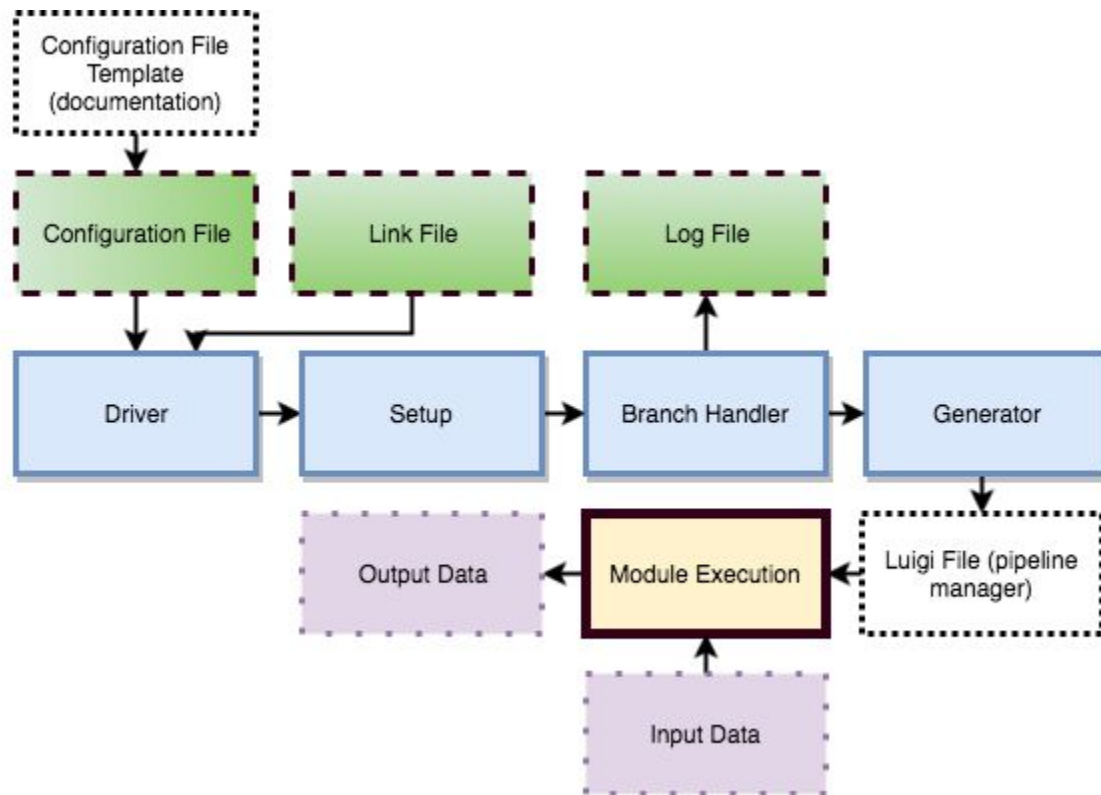 Configuration File
Template
(documentation)
Configuration File
Link File
Log File
Driver
Setup
Branch Handler
Generator
Output Data
Module Execution
Luigi File (pipeline
manager)
Input Data